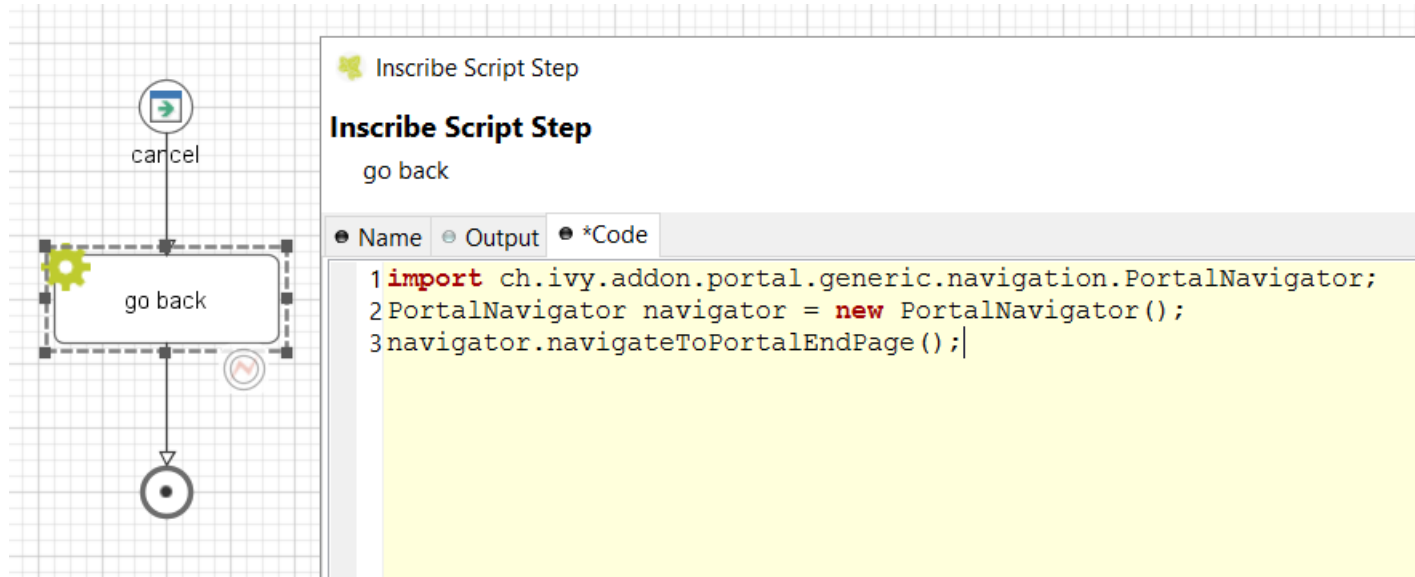 cancel
go back
Inscribe Script Step
Inscribe Script Step
go back
Name Output *Code
1 import ch.ivy.addon.portal.generic.navigation.PortalNavigator;
2 PortalNavigator navigator = new PortalNavigator();
3 navigator.navigateToPortalEndPage();